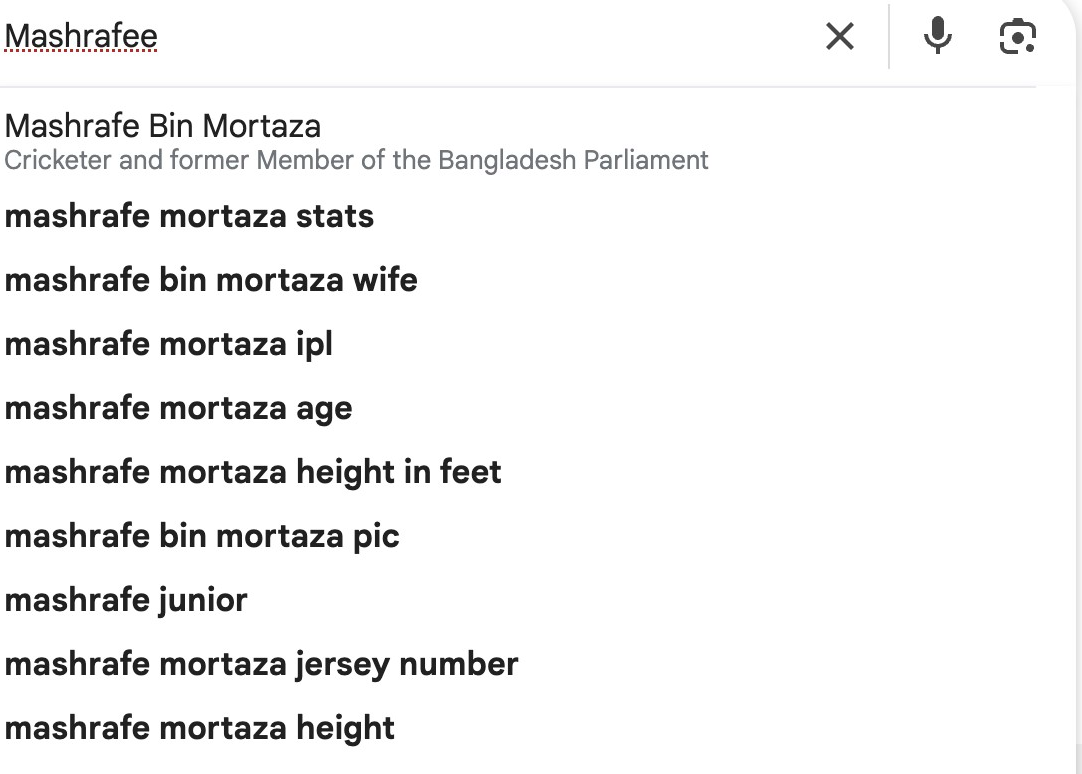 Mashrafee
Mashrafe Bin Mortaza
Cricketer and former Member of the Bangladesh Parliament
mashrafe mortaza stats
mashrafe bin mortaza wife
mashrafe mortaza ipl
mashrafe mortaza age
mashrafe mortaza height in feet
mashrafe bin mortaza pic
mashrafe junior
mashrafe mortaza jersey number
mashrafe mortaza height